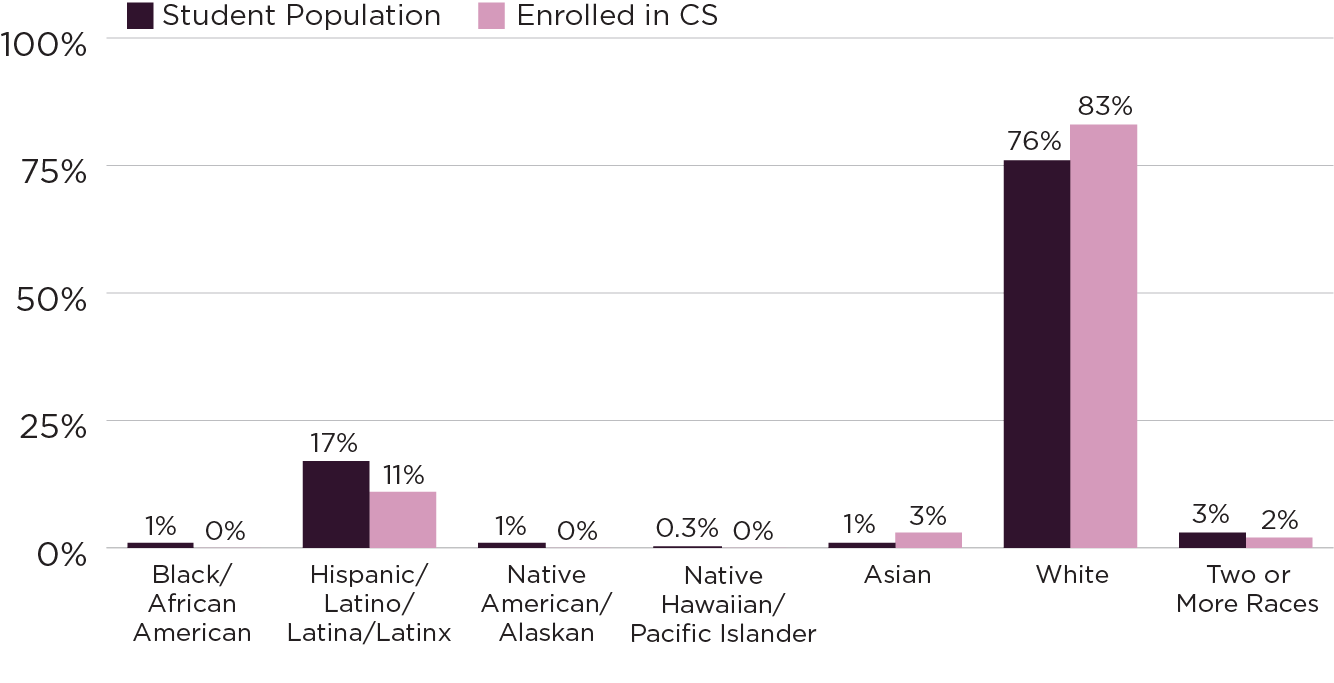 Student Population Enrolled in CS
100%
75%
50%
25%
0%
1% 0%
17% 11%
1% 0%
0.3% 0%
1% 3%
76% 83%
3% 2%
Black/
African
American
Hispanic/
Latino/
Latina/Latinx
Native
American/
Alaskan
Native
Hawaiian/
Pacific Islander
Asian
White
Two or
More Races